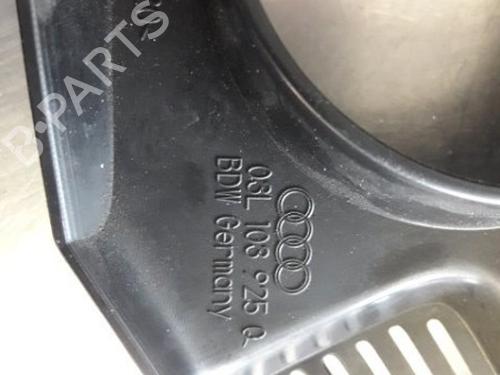 B-PARTS
03L 103 925 Q
BDW Germany